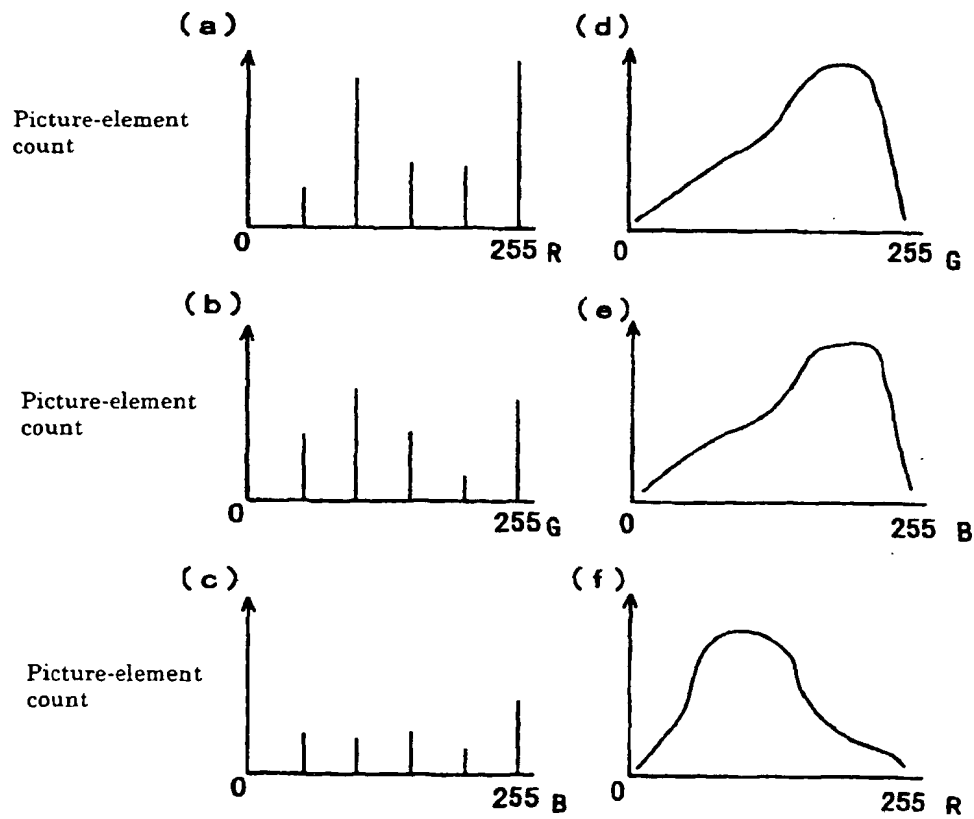 (a)
Picture-element
count
0
255 R
(d)
0
255 G
(b)
Picture-element
count
0
255 G
(e)
0
255 B
(c)
Picture-element
count
0
255 B
(f)
0
255 R